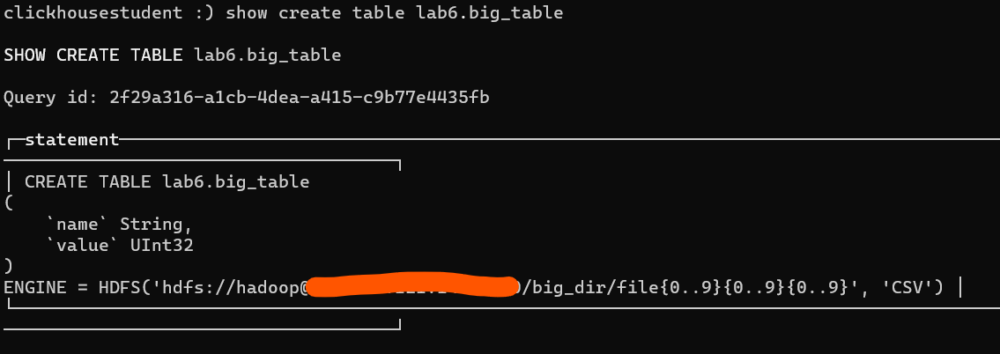 clickhousestudent :) show create table lab6.big_table
SHOW CREATE TABLE lab6.big_table
Query id: 2f29a316-a1cb-4dea-a415-c9b77e4435fb
statement
CREATE TABLE lab6.big_table
(
    `name` String,
    `value` UInt32
)
ENGINE = HDFS('hdfs://hadoop@ /big_dir/file{0..9}{0..9}{0..9}', 'CSV')